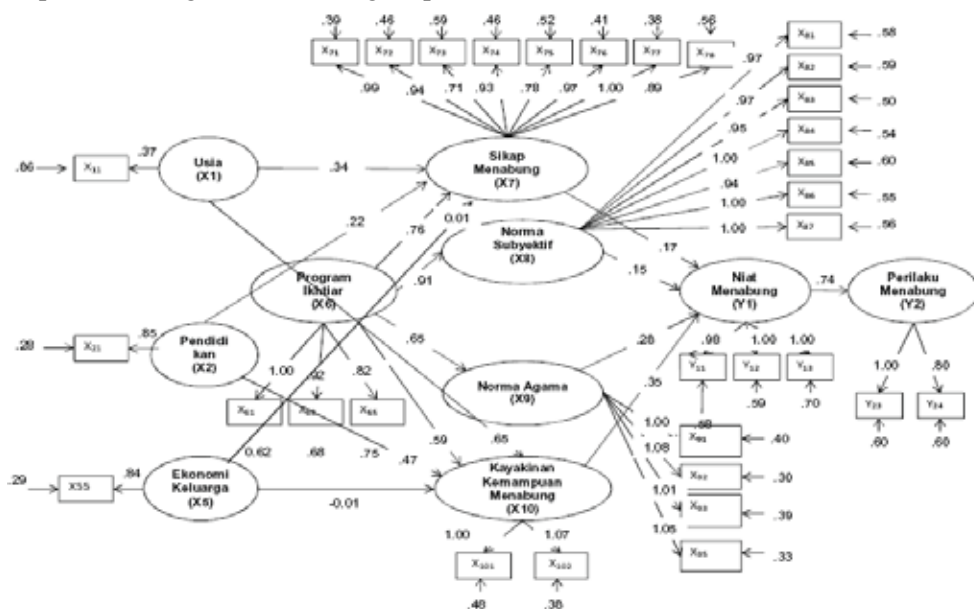 .39 .46 .59 .46 .52 .41 .38 .56
X71 X72 X73 X74 X75 X76 X77 X78
.99 .94 .71 .93 .78 .97 1.00 .89
X81 .58
X82 .59
X83 .50
X84 .54
X85 .60
X86 .55
X87 .56
.97
.97
.95
1.00
.94
1.00
1.00
.86 X11 .37
Usia
(X1)
.34
Sikap
Menabung
(X7)
.22
.76
0.01
Norma
Subyektif
(X8)
.17
.15
Program
Ikhtiar
(X6)
.91
Niat
Menabung
(Y1)
.74
Perilaku
Menabung
(Y2)
.28 X21 .85
Pendidi
kan
(X2)
.65
.28
.35
1.00 .92 .82
X61 X65
0.62 .68 .75
.47
.59
.65
Norma Agama
(X9)
.98 1.00 1.00
Y11 Y12 Y13
.59 .70
.58
1.00 .80
Y23 Y24
.60 .60
1.00
1.08
1.01
1.05
X91 .40
X92 .30
X93 .39
X95 .33
.29 X55 .84
Ekonomi
Keluarga
(X5)
-0.01
Kayakinan
Kemampuan
Menabung
(X10)
1.00 1.07
X101 X102
.48 .38